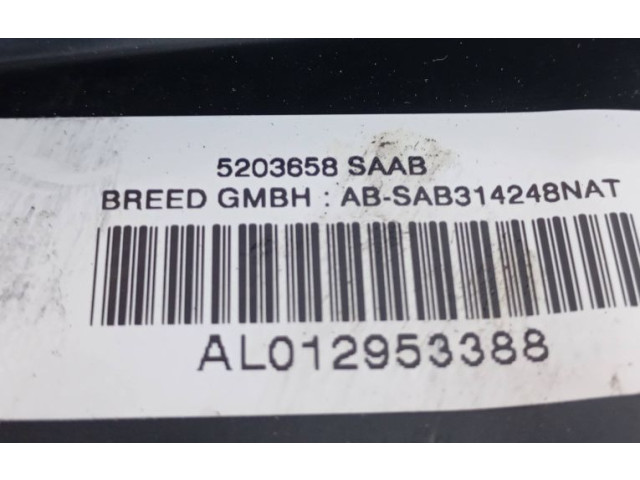 5203658 SAAB
BREED GMBH : AB-SAB314248NAT
AL012953388